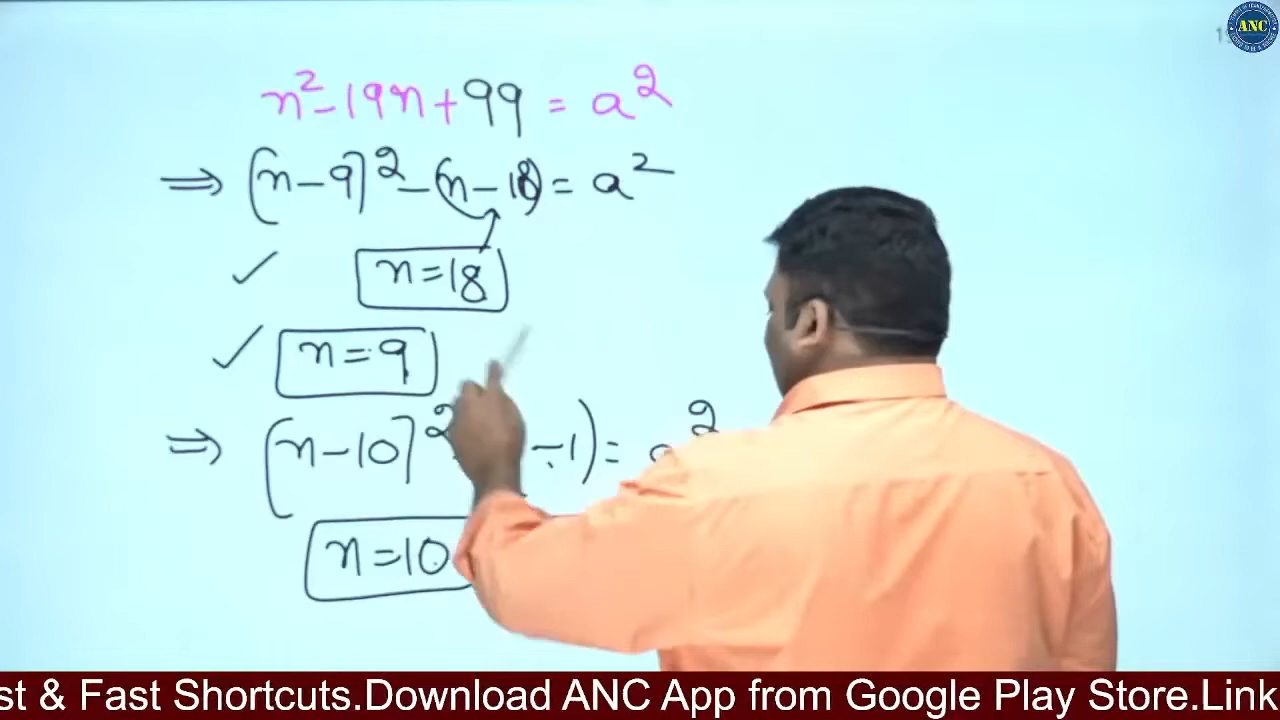 ANC
n² - 19n + 99 = a²
⇒ (n - 9)² - (n - 18) = a²
✓ n = 18
✓ n = 9
⇒ (n - 10)² - 1) = a²
n = 10
st & Fast Shortcuts.Download ANC App from Google Play Store.Link